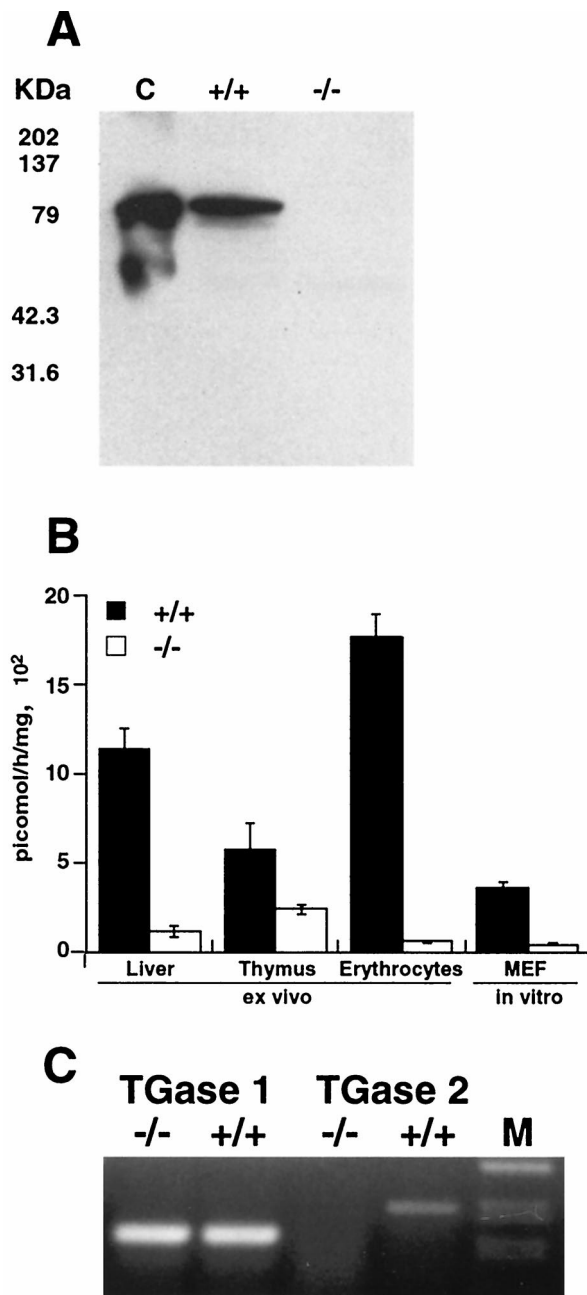 A
KDa C +/+ -/-
202
137
79
42.3
31.6
B
20
15
10
5
0
picomol/h/mg, 10²
+/+
-/-
Liver Thymus Erythrocytes MEF
ex vivo in vitro
C
TGase 1 TGase 2
-/- +/+ -/- +/+ M